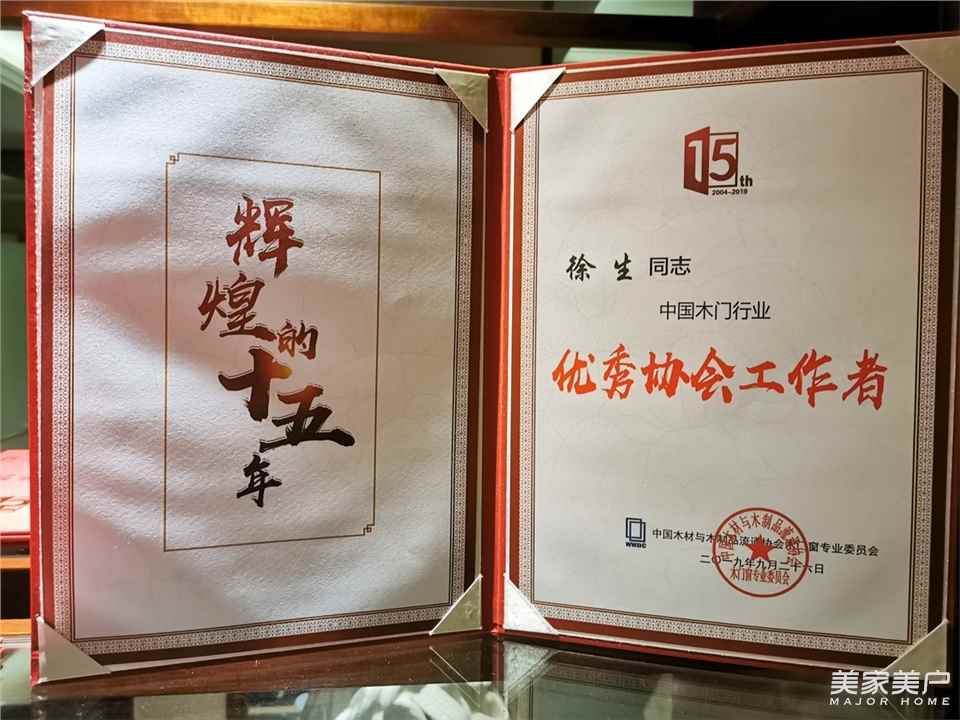 辉
煌的
十五
年
15th
2004-2019
徐生同志
中国木门行业
优秀协会工作者
WWDC
中国木材与木制品流通协会木门窗专业委员会
二〇一九年九月二十六日
木门窗专业委员会
美家美户
MAJOR HOME